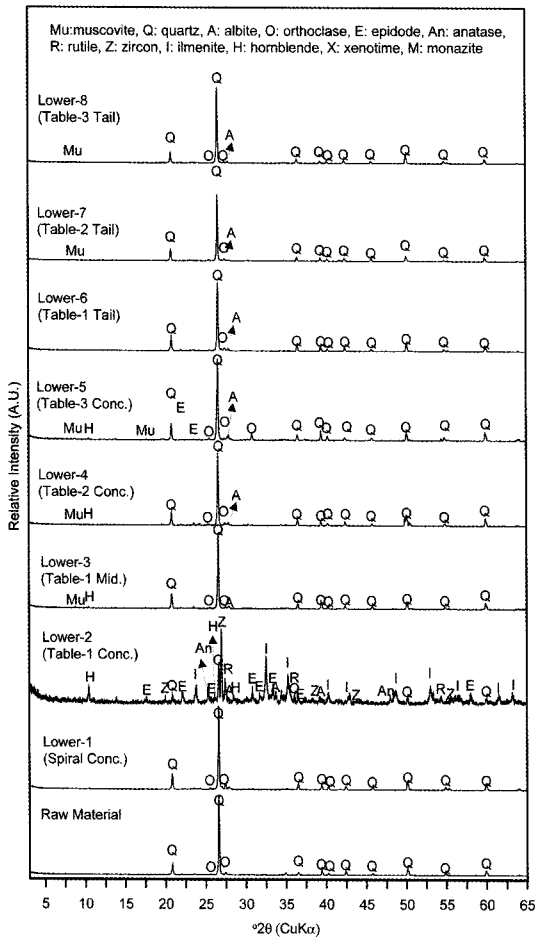 Mu:muscovite, Q: quartz, A: albite, O: orthoclase, E: epidode, An: anatase,
R: rutile, Z: zircon, I: ilmenite, H: hornblende, X: xenotime, M: monazite
Relative Intensity (A.U.)
Lower-8
(Table-3 Tail)
Mu Q O Q O A Q Q Q Q Q Q Q Q
Lower-7
(Table-2 Tail)
Mu Q Q O A Q Q Q Q Q Q Q Q
Lower-6
(Table-1 Tail)
Q Q O A Q Q Q Q Q Q Q Q
Lower-5
(Table-3 Conc.)
Mu H Mu Q E E O Q O A O Q Q Q Q Q Q Q Q
Lower-4
(Table-2 Conc.)
Mu H Q O Q O A Q Q Q Q Q Q Q Q
Lower-3
(Table-1 Mid.)
Mu H Q O Q O A Q Q Q Q Q Q Q Q
Lower-2
(Table-1 Conc.)
H E Z Q E I An E H Q Z R H E E I E I R Q E Z A I I Z An I Q I R Z I E Q I I
Lower-1
(Spiral Conc.)
Q O Q O Q Q Q Q Q Q Q Q
Raw Material
Q O Q O Q Q Q Q Q Q Q Q
5 10 15 20 25 30 35 40 45 50 55 60 65
°2θ (CuKα)